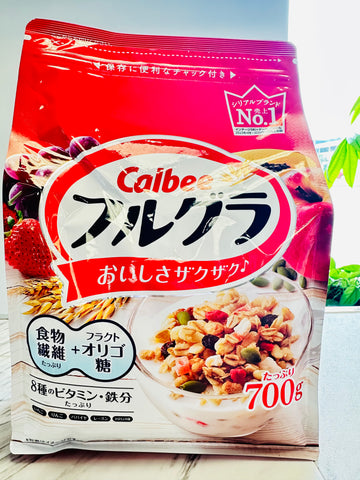 保存に便利なチャック付き
シリアルブランド
売上
No.1
Calbee
フルグラ
おいしさザクザク♪
食物
繊維
たっぷり
+
フラクト
オリゴ
糖
8種のビタミン・鉄分
たっぷり
たっぷり
700g